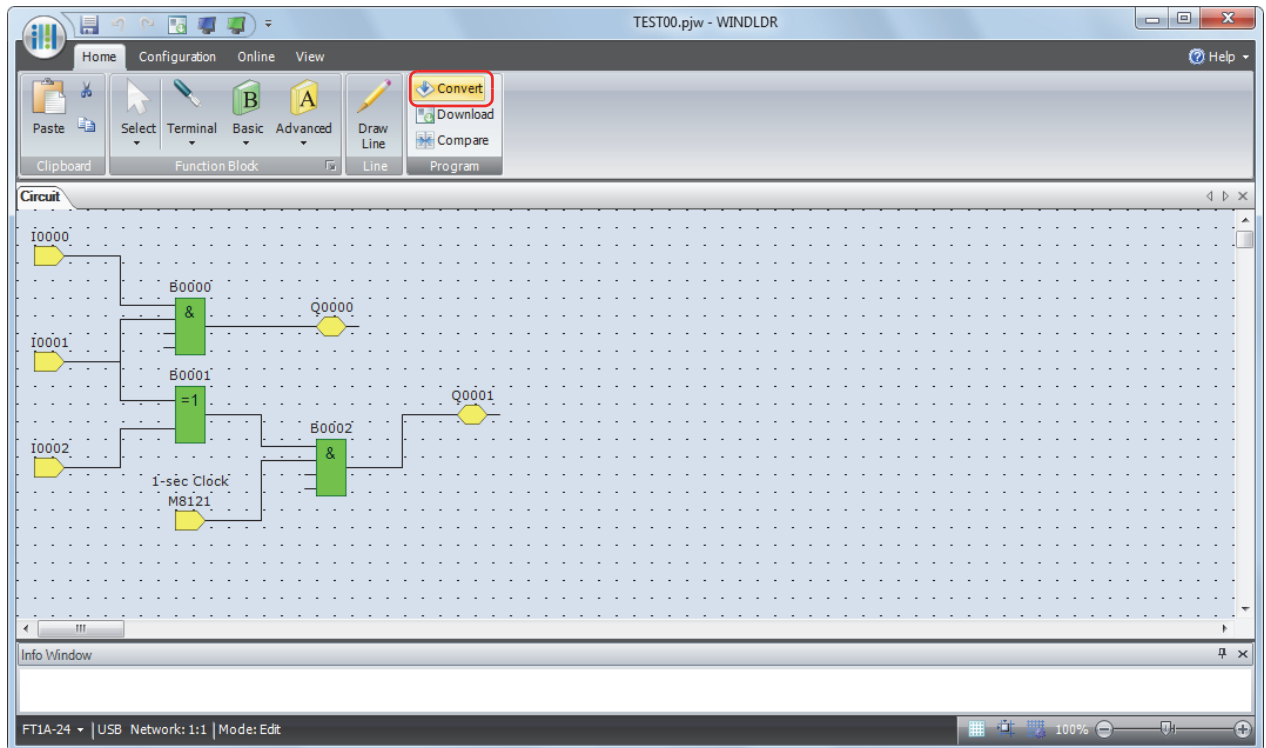 TEST00.pjw - WINDLDR
Home Configuration Online View Help
Paste Select Terminal Basic Advanced Draw Line Convert
Download
Compare
Clipboard Function Block Line Program
Circuit
I0000
B0000
&
Q0000
I0001
B0001
=1
Q0001
B0002
&
I0002
1-sec Clock
M8121
Info Window
FT1A-24 USB Network: 1:1 Mode: Edit 100%